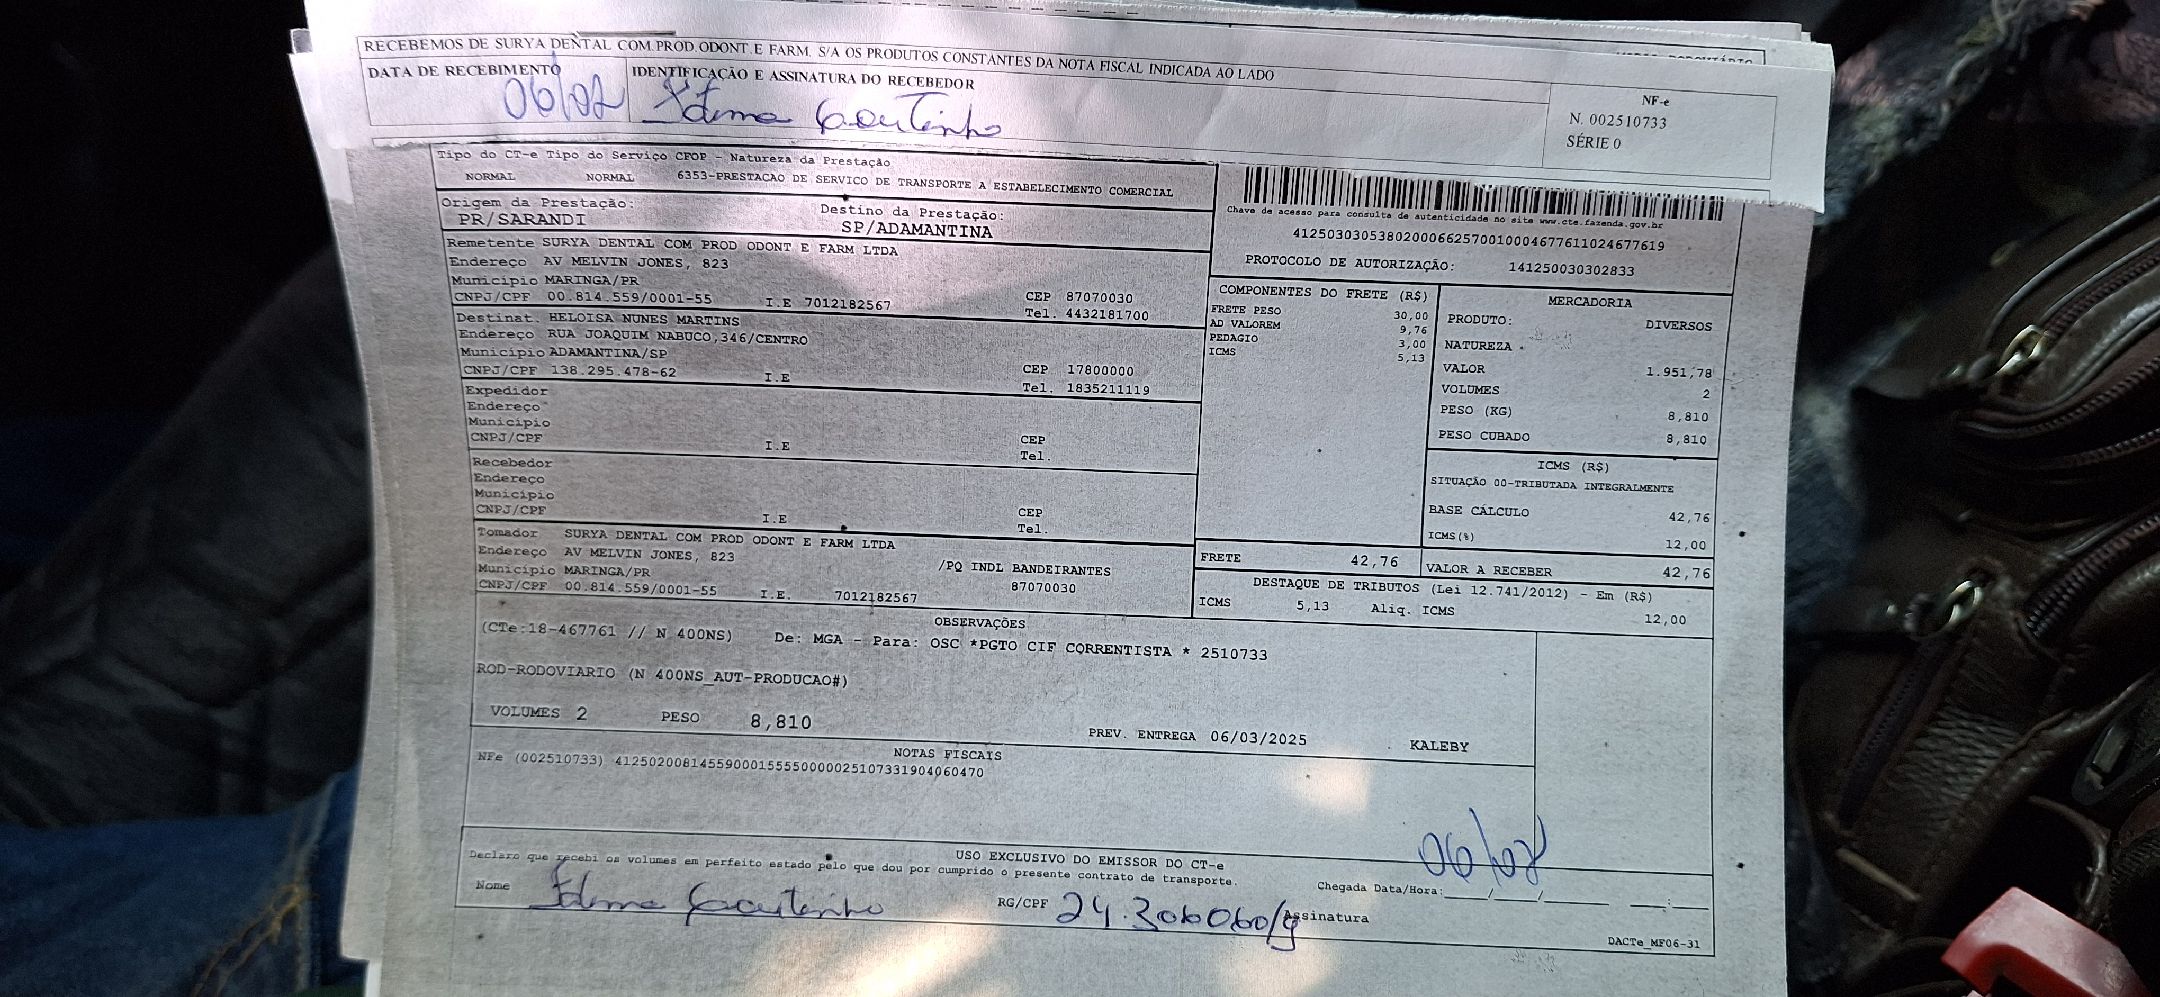 RECEBEMOS DE SURYA DENTAL COM.PROD.ODONT.E FARM. S/A OS PRODUTOS CONSTANTES DA NOTA FISCAL INDICADA AO LADO
DATA DE RECEBIMENTO
IDENTIFICAÇÃO E ASSINATURA DO RECEBEDOR
NF-e
N. 002510733
SÉRIE 0
Coutinho
Tipo do CT-e Tipo do Serviço CFOP - Natureza da Prestação
NORMAL NORMAL 6353-PRESTACAO DE SERVICO DE TRANSPORTE A ESTABELECIMENTO COMERCIAL
Origem da Prestação: Destino da Prestação:
PR/SARANDI SP/ADAMANTINA
Chave de acesso para consulta de autenticidade no site www.cte.fazenda.gov.br
41250303053802000662570010004677611024677619
PROTOCOLO DE AUTORIZAÇÃO: 141250030302833
Remetente SURYA DENTAL COM PROD ODONT E FARM LTDA
Endereço AV MELVIN JONES, 823
Município MARINGA/PR CEP 87070030
CNPJ/CPF 00.814.559/0001-55 I.E 7012182567 Tel. 4432181700
Destinat. HELOISA NUNES MARTINS
Endereço RUA JOAQUIM NABUCO,346/CENTRO
Município ADAMANTINA/SP CEP 17800000
CNPJ/CPF 138.295.478-62 I.E Tel. 1835211119
Expedidor
Endereço
Município CEP
CNPJ/CPF I.E Tel.
Recebedor
Endereço
Município CEP
CNPJ/CPF I.E Tel.
Tomador SURYA DENTAL COM PROD ODONT E FARM LTDA
Endereço AV MELVIN JONES, 823
Município MARINGA/PR /PQ INDL BANDEIRANTES
CNPJ/CPF 00.814.559/0001-55 I.E. 7012182567 87070030
COMPONENTES DO FRETE (R$)
FRETE PESO 30,00
AD VALOREM 9,76
PEDAGIO 3,00
ICMS 5,13
MERCADORIA
PRODUTO: DIVERSOS
NATUREZA
VALOR 1.951,78
VOLUMES 2
PESO (KG) 8,810
PESO CUBADO 8,810
ICMS (R$)
SITUAÇÃO 00-TRIBUTADA INTEGRALMENTE
BASE CÁLCULO 42,76
ICMS(%) 12,00
FRETE 42,76
VALOR A RECEBER 42,76
DESTAQUE DE TRIBUTOS (Lei 12.741/2012) - Em (R$)
ICMS 5,13 Aliq. ICMS 12,00
OBSERVAÇÕES
(CTe:18-467761 // N 400NS) De: MGA - Para: OSC *PGTO CIF CORRENTISTA * 2510733
ROD-RODOVIARIO (N 400NS_AUT-PRODUCAO#)
VOLUMES 2 PESO 8,810
PREV. ENTREGA 06/03/2025 KALEBY
NOTAS FISCAIS
NFe (002510733) 41250200814559000155550000025107331904060470
USO EXCLUSIVO DO EMISSOR DO CT-e
Declaro que recebi os volumes em perfeito estado pelo que dou por cumprido o presente contrato de transporte.
Chegada Data/Hora:
Nome Coutinho RG/CPF Assinatura
DACTe_MF06-31